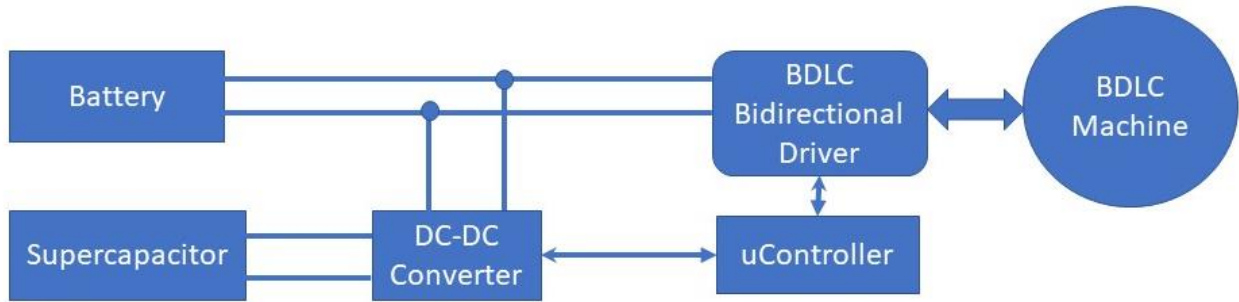 Battery
BDLC
Bidirectional
Driver
BDLC
Machine
Supercapacitor
DC-DC
Converter
uController